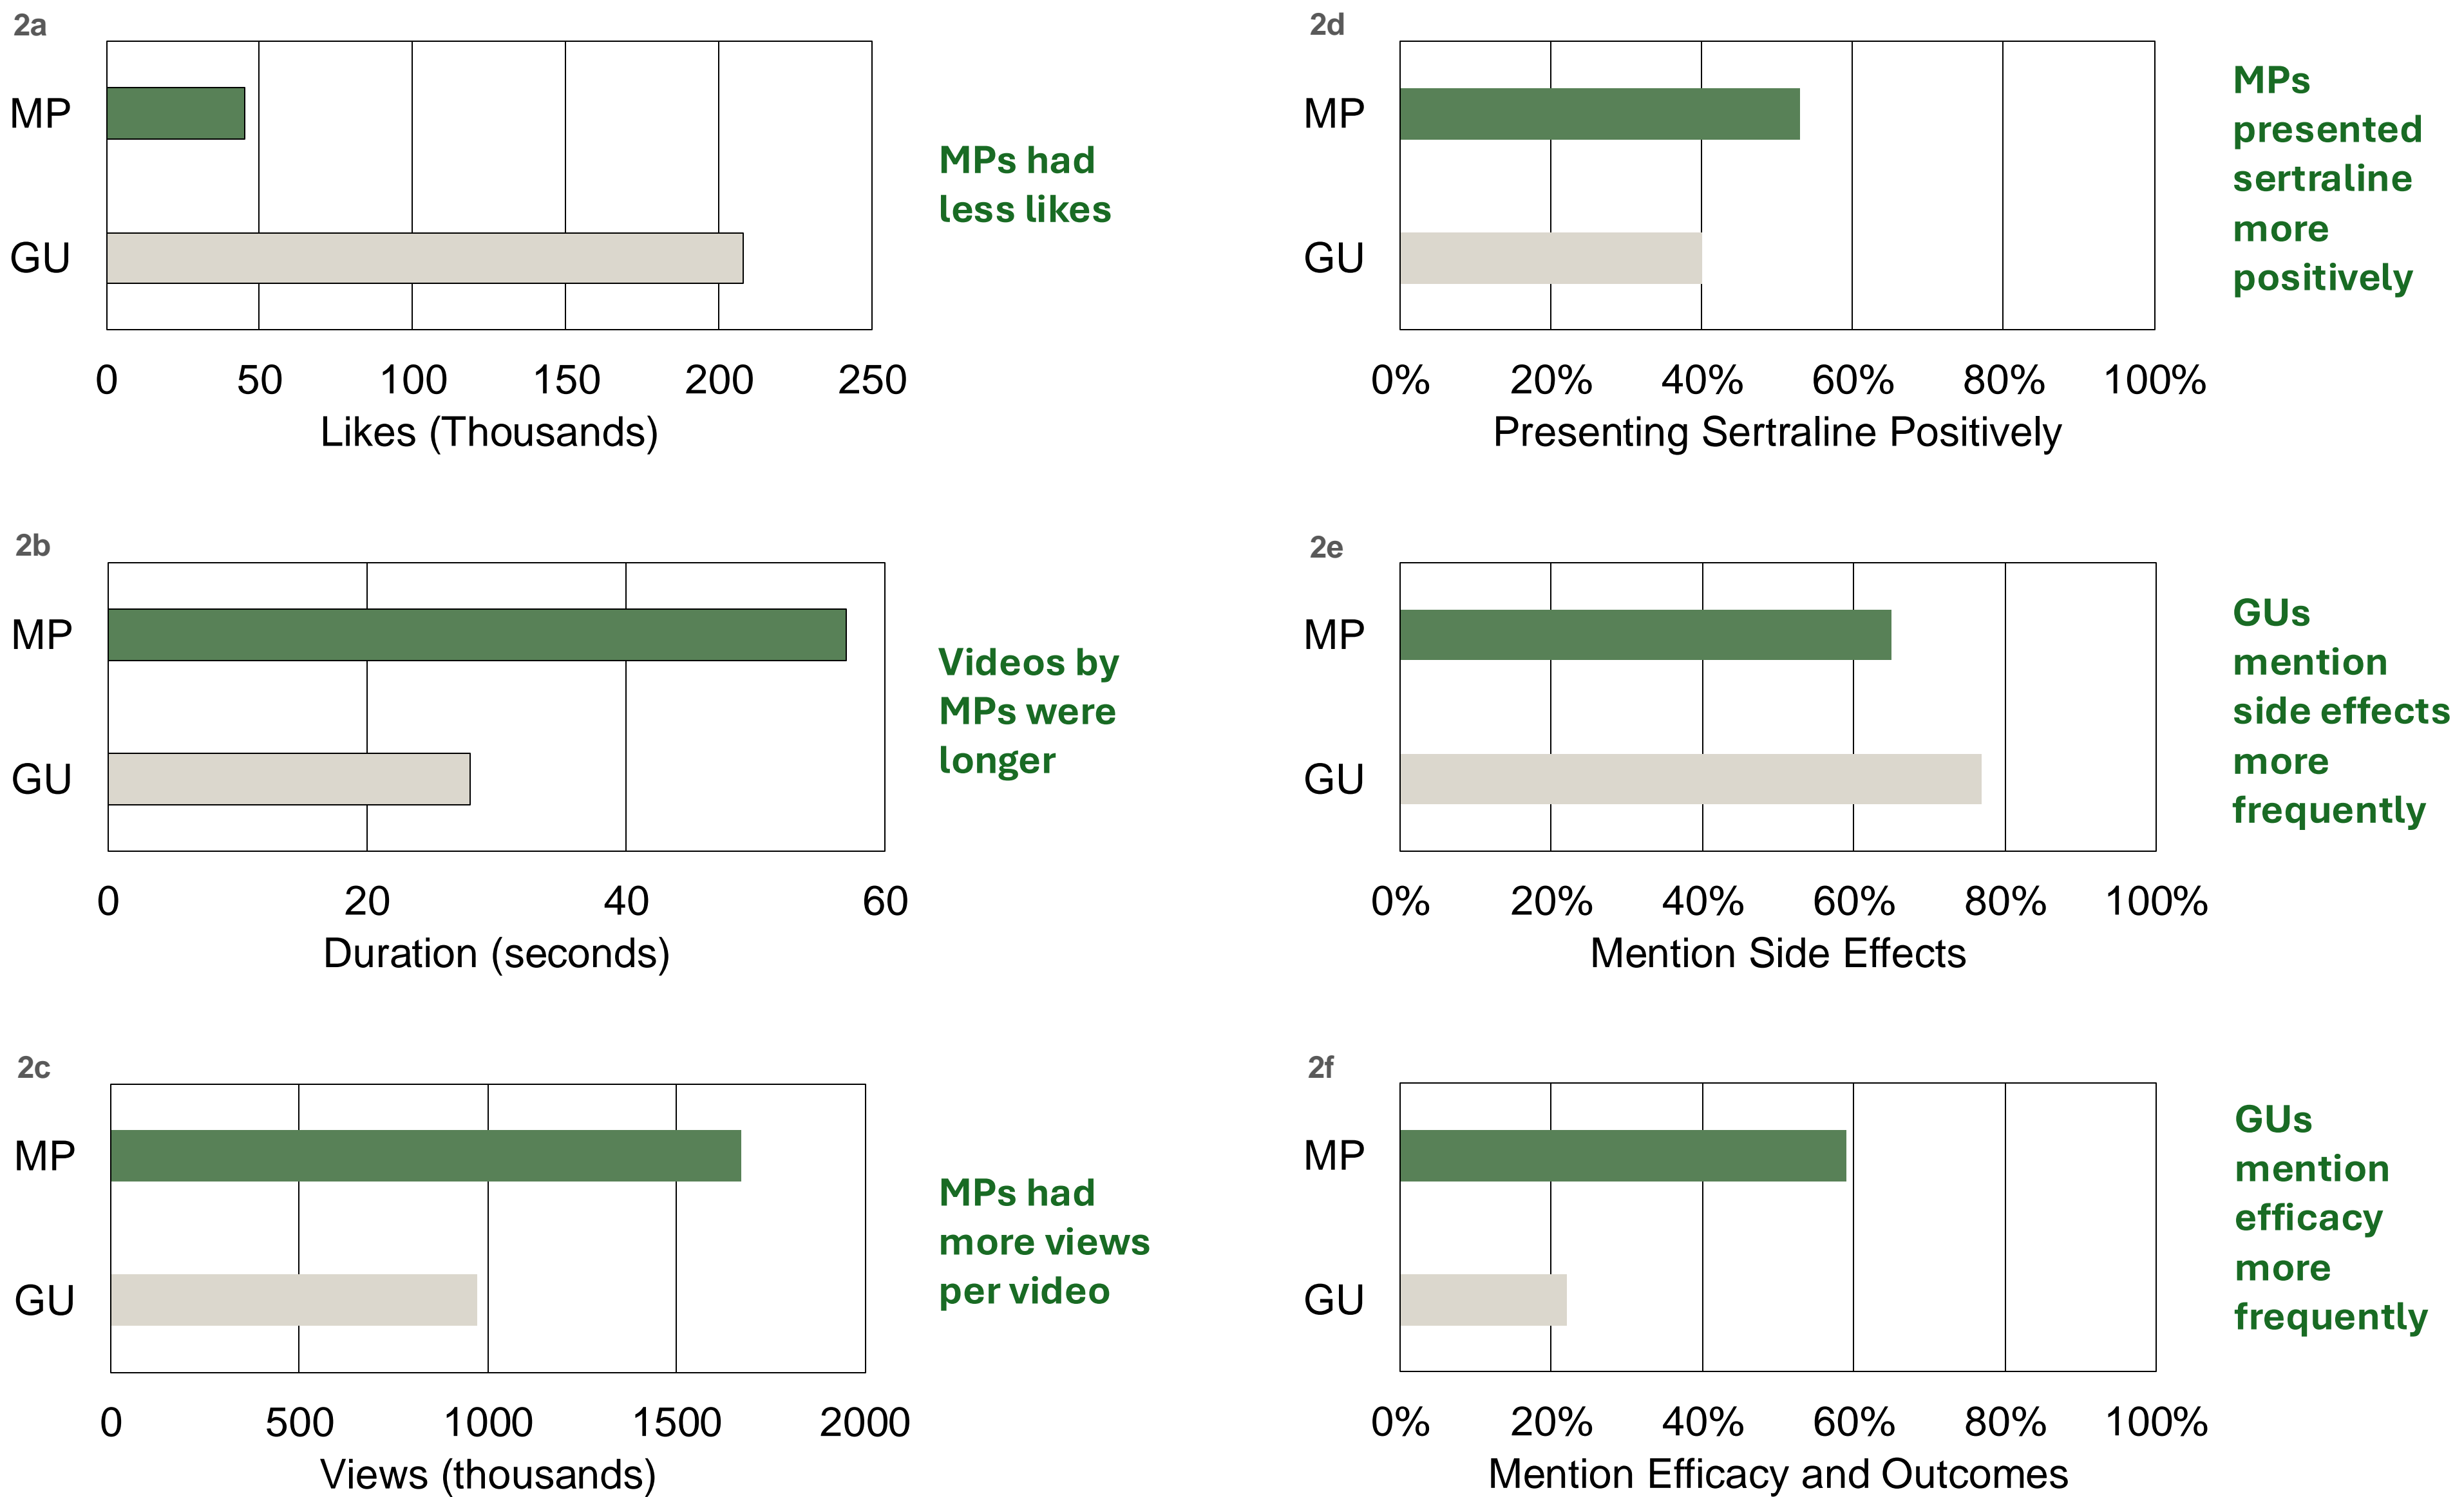 2a
MP
GU
0 50 100 150 200 250
Likes (Thousands)
MPs had
less likes
2b
MP
GU
0 20 40 60
Duration (seconds)
Videos by
MPs were
longer
2c
MP
GU
0 500 1000 1500 2000
Views (thousands)
MPs had
more views
per video
2d
MP
GU
0% 20% 40% 60% 80% 100%
Presenting Sertraline Positively
MPs
presented
sertraline
more
positively
2e
MP
GU
0% 20% 40% 60% 80% 100%
Mention Side Effects
GUs
mention
side effects
more
frequently
2f
MP
GU
0% 20% 40% 60% 80% 100%
Mention Efficacy and Outcomes
GUs
mention
efficacy
more
frequently